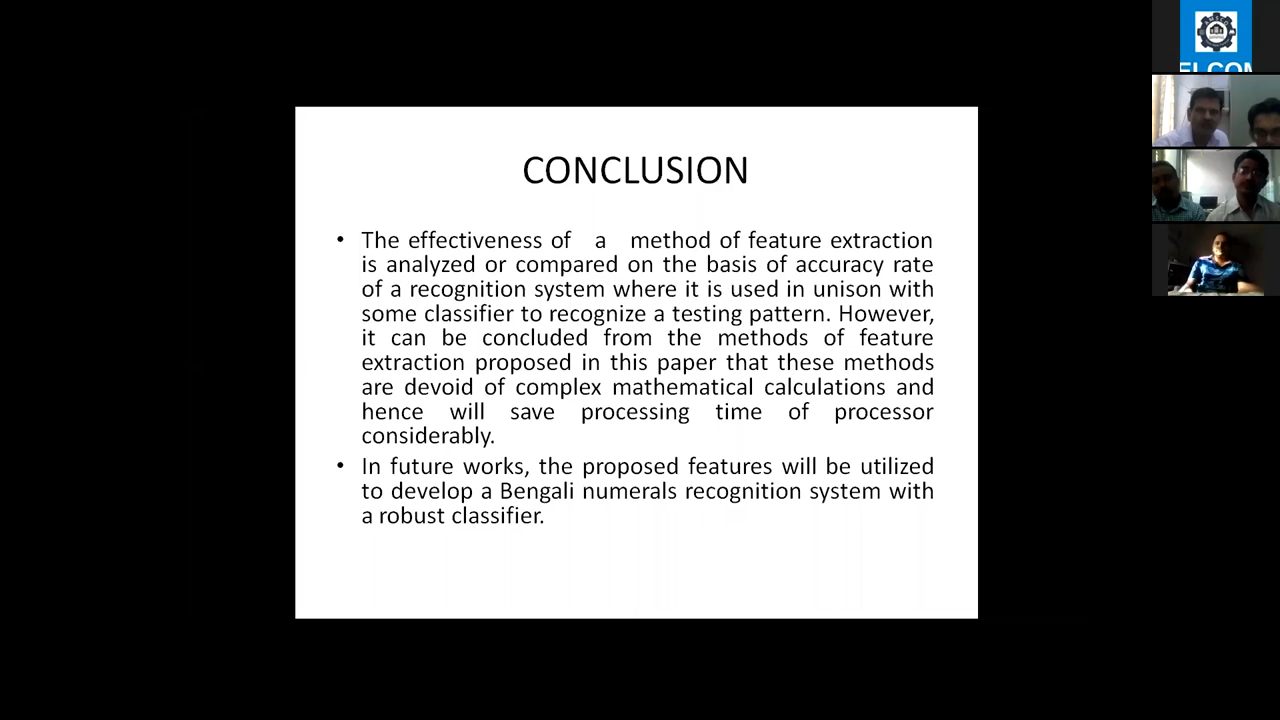 CONCLUSION
• The effectiveness of a method of feature extraction
is analyzed or compared on the basis of accuracy rate
of a recognition system where it is used in unison with
some classifier to recognize a testing pattern. However,
it can be concluded from the methods of feature
extraction proposed in this paper that these methods
are devoid of complex mathematical calculations and
hence will save processing time of processor
considerably.
• In future works, the proposed features will be utilized
to develop a Bengali numerals recognition system with
a robust classifier.